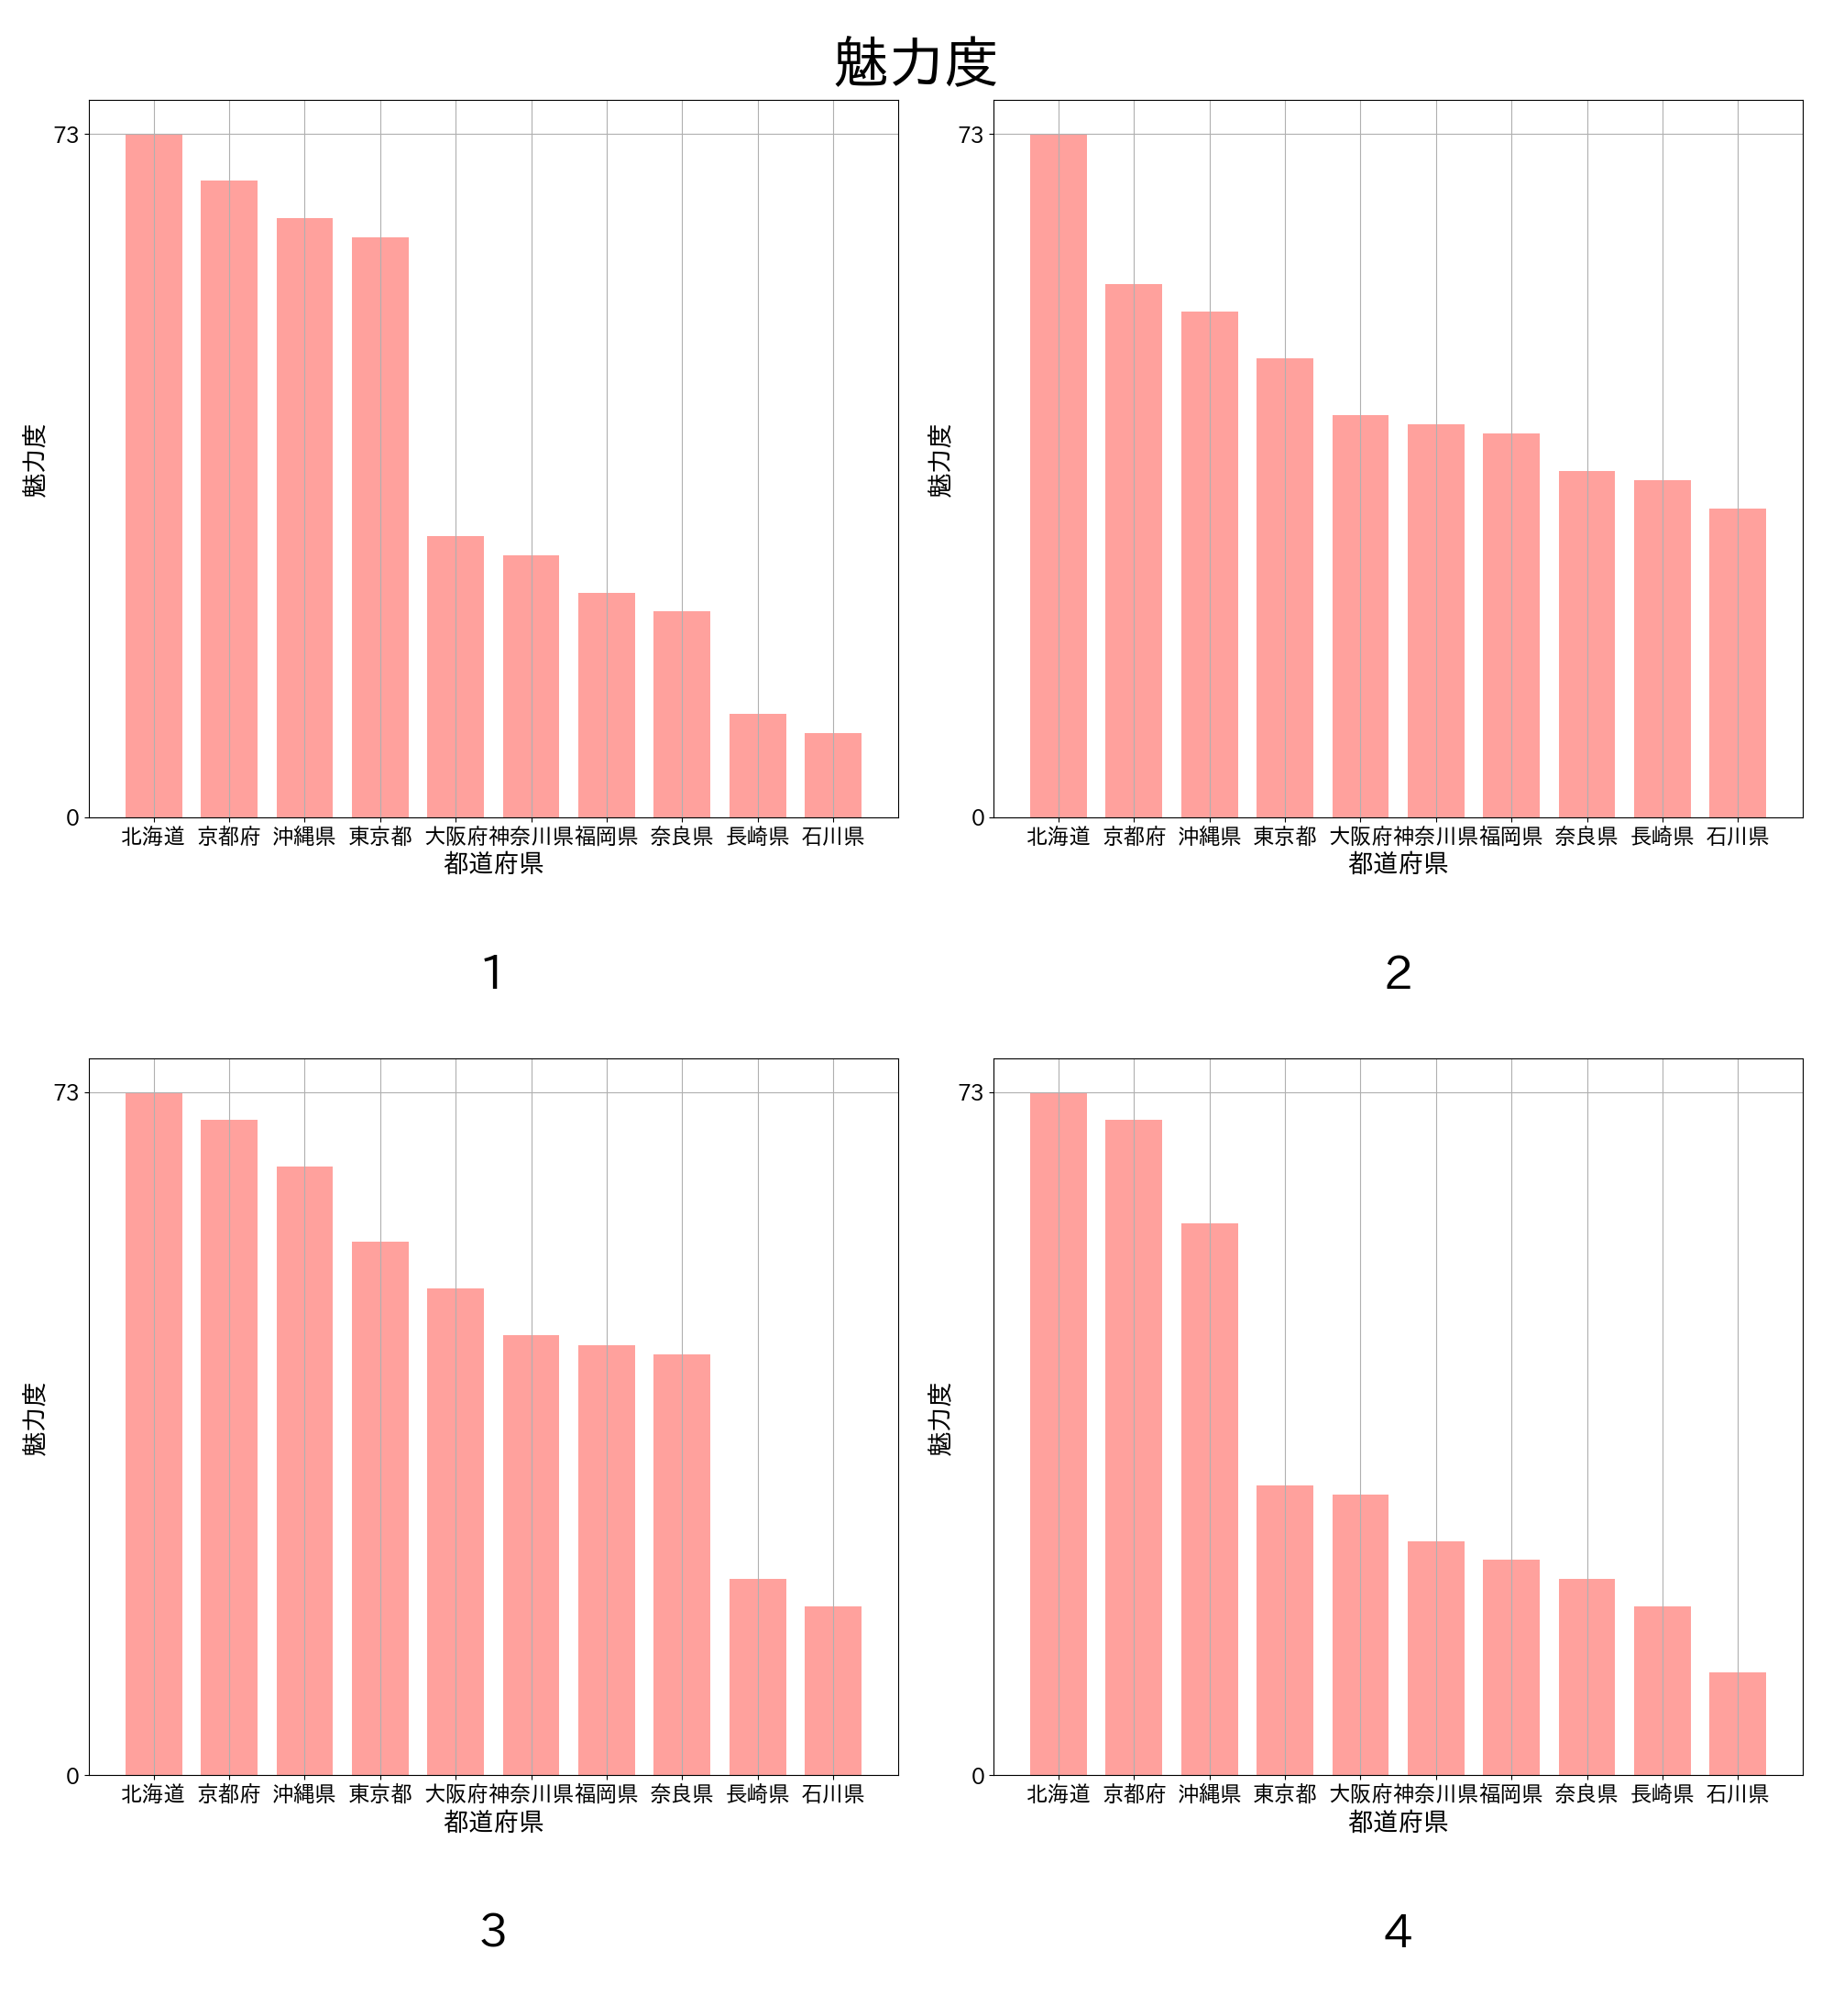 魅力度
73
0
魅力度
北海道 京都府 沖縄県 東京都 大阪府 神奈川県 福岡県 奈良県 長崎県 石川県
都道府県
1
73
0
魅力度
北海道 京都府 沖縄県 東京都 大阪府 神奈川県 福岡県 奈良県 長崎県 石川県
都道府県
2
73
0
魅力度
北海道 京都府 沖縄県 東京都 大阪府 神奈川県 福岡県 奈良県 長崎県 石川県
都道府県
3
73
0
魅力度
北海道 京都府 沖縄県 東京都 大阪府 神奈川県 福岡県 奈良県 長崎県 石川県
都道府県
4